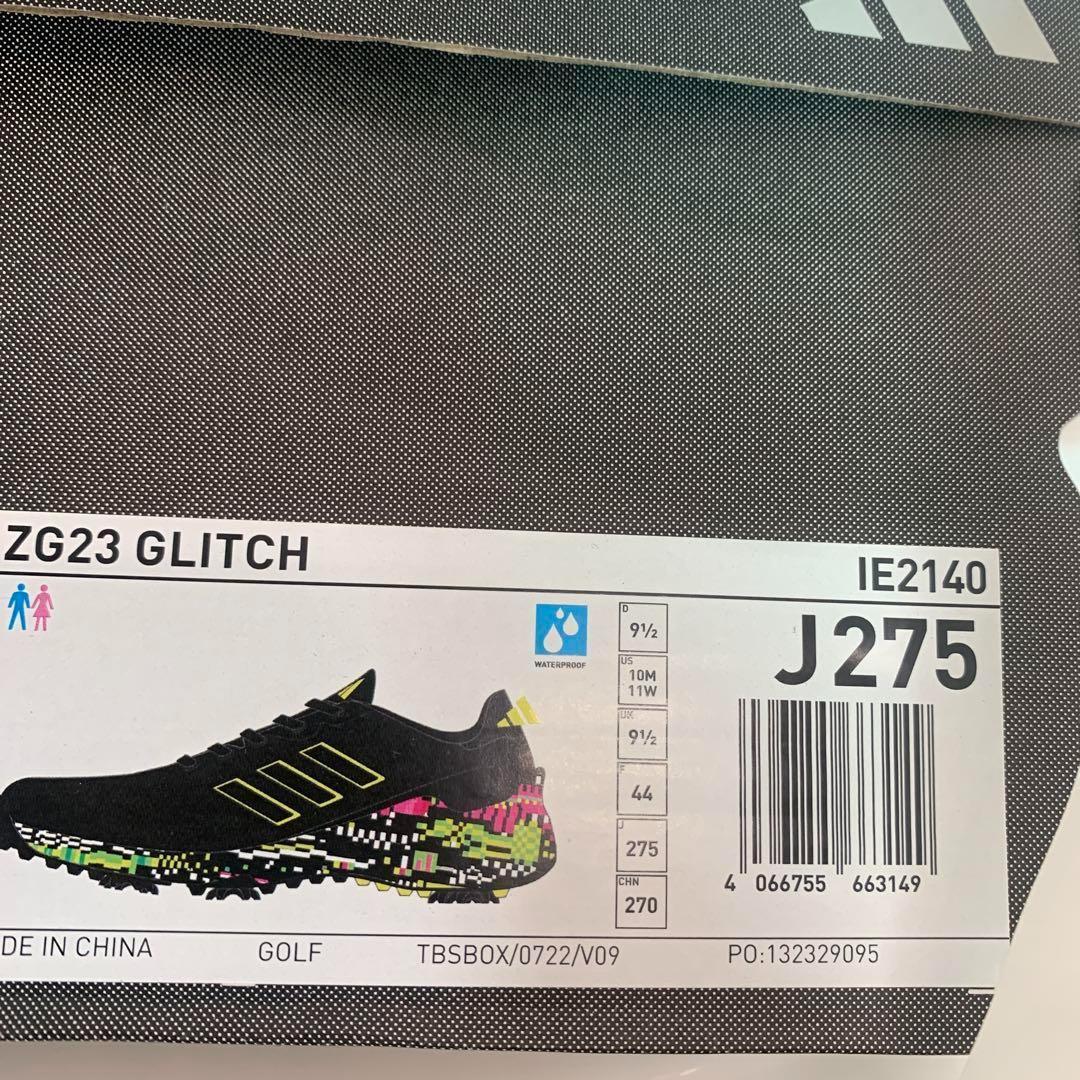 ZG23 GLITCH
IE2140
WATERPROOF
D
9½
US
10M
11W
UK
9½
F
44
J
275
CHN
270
J275
4 066755 663149
DE IN CHINA
GOLF
TBSBOX/0722/V09
PO:132329095